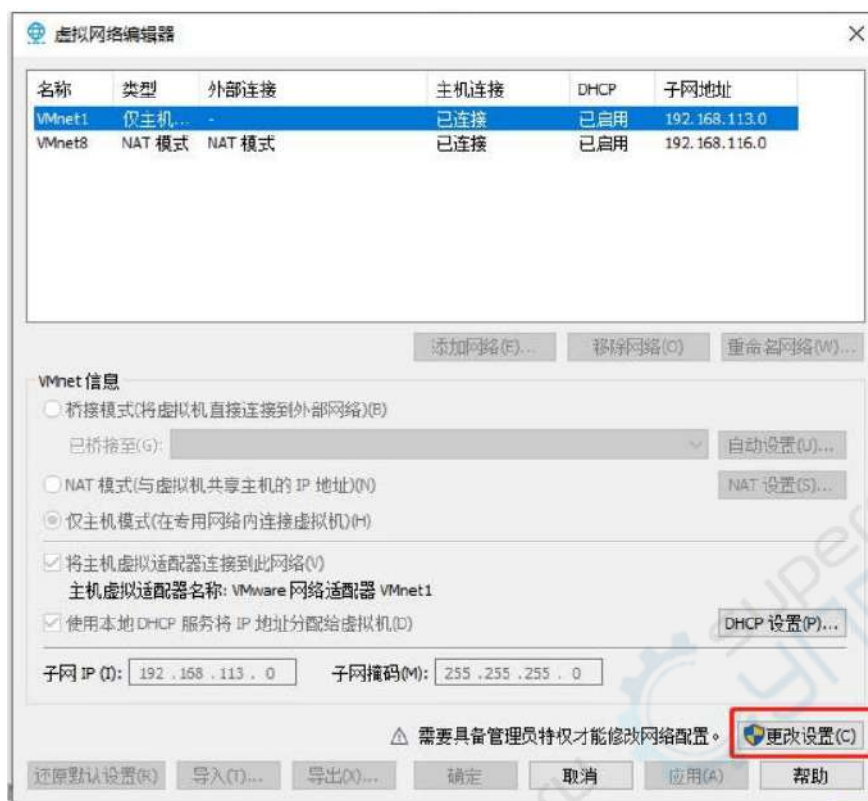 虚拟网络编辑器
名称 类型 外部连接 主机连接 DHCP 子网地址
VMnet1 仅主机... - 已连接 已启用 192.168.113.0
VMnet8 NAT 模式 NAT 模式 已连接 已启用 192.168.116.0
添加网络(E)... 移除网络(O) 重命名网络(W)...
VMnet 信息
桥接模式(将虚拟机直接连接到外部网络)(B)
已桥接至(G): 自动设置(U)...
NAT 模式(与虚拟机共享主机的 IP 地址)(N) NAT 设置(S)...
仅主机模式(在专用网络内连接虚拟机)(H)
将主机虚拟适配器连接到此网络(V)
主机虚拟适配器名称: VMware 网络适配器 VMnet1
使用本地 DHCP 服务将 IP 地址分配给虚拟机(D) DHCP 设置(P)...
子网 IP (I): 192 .168 .113 . 0 子网掩码(M): 255 .255 .255 . 0
⚠ 需要具备管理员特权才能修改网络配置。 更改设置(C)
还原默认设置(R) 导入(T)... 导出(X)... 确定 取消 应用(A) 帮助